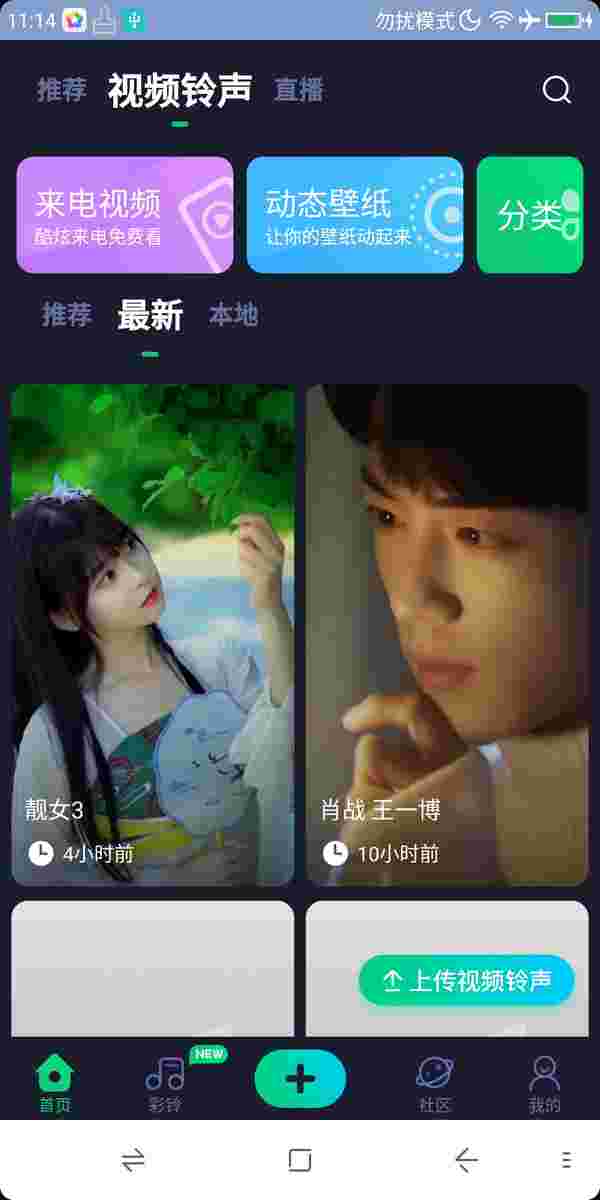 11:14 勿扰模式
推荐 视频铃声 直播
来电视频 动态壁纸 分类
酷炫来电免费看 让你的壁纸动起来
推荐 最新 本地
靓女3 肖战 王一博
4小时前 10小时前
上传视频铃声
NEW
首页 彩铃 社区 我的